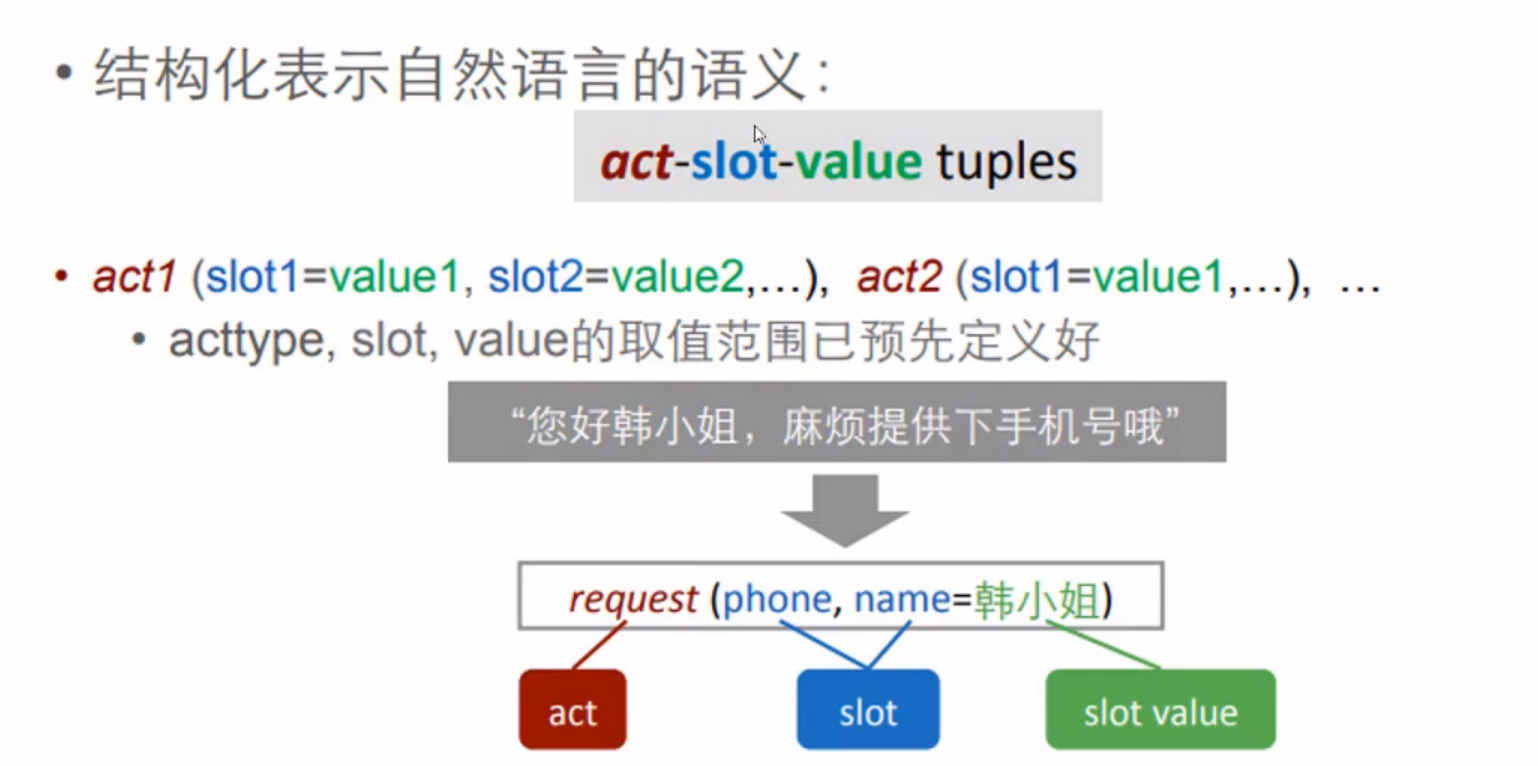 • 结构化表示自然语言的语义：
act-slot-value tuples
• act1 (slot1=value1, slot2=value2,…), act2 (slot1=value1,…), …
• acttype, slot, value的取值范围已预先定义好
“您好韩小姐，麻烦提供下手机号哦”
request (phone, name=韩小姐)
act slot slot value